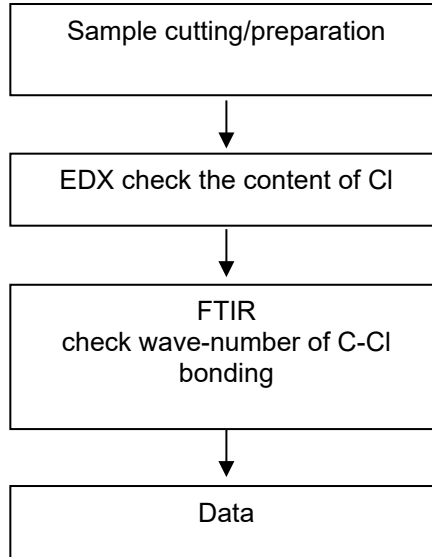 Sample cutting/preparation
EDX check the content of Cl
FTIR
check wave-number of C-Cl
bonding
Data